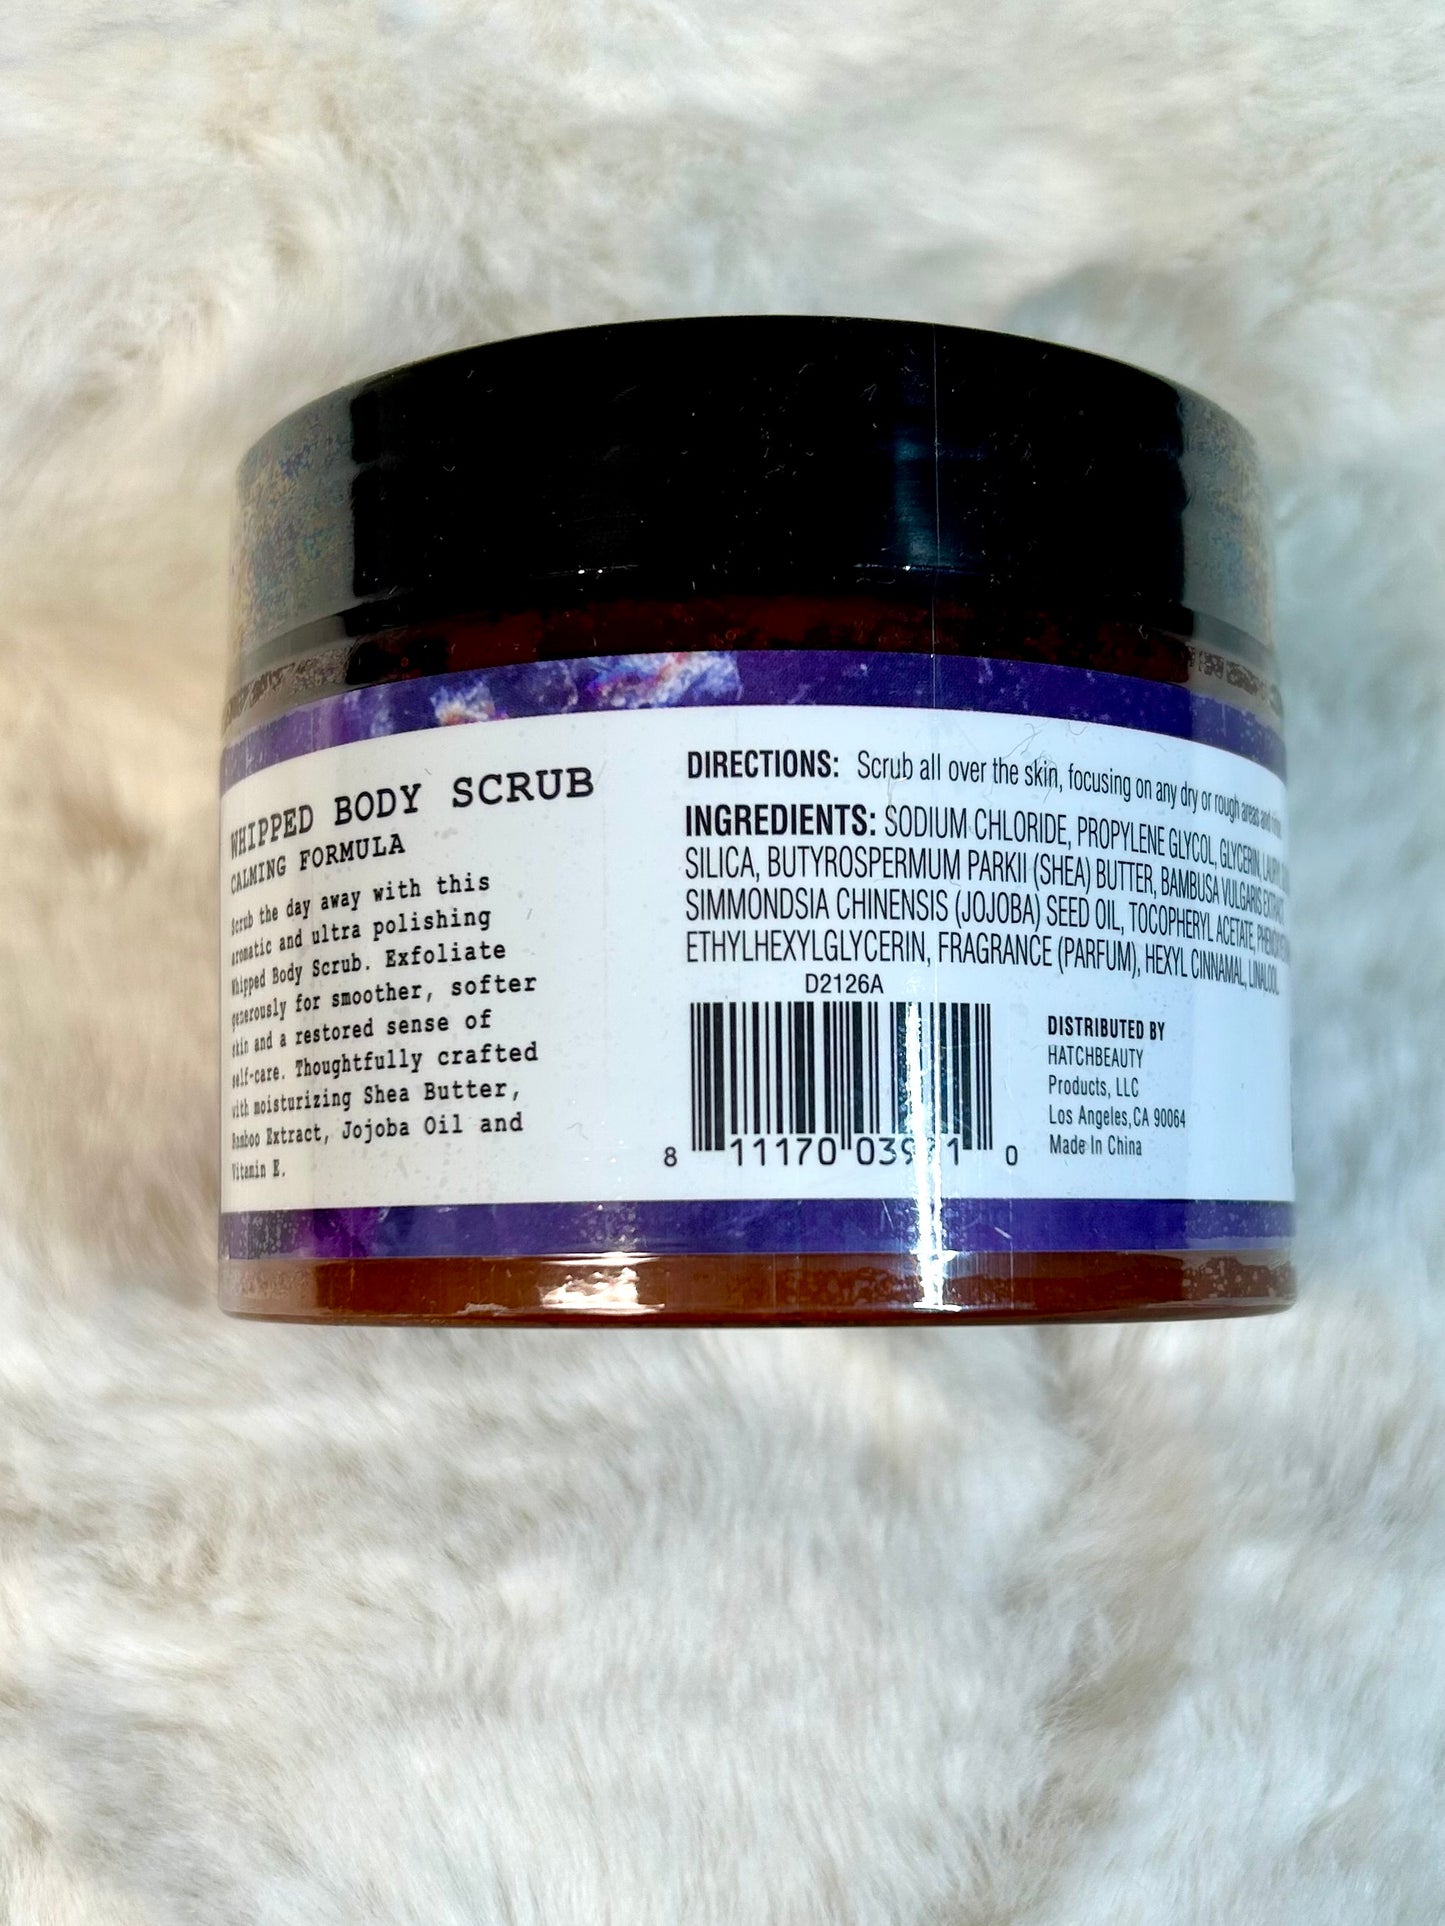 WHIPPED BODY SCRUB
CALMING FORMULA
Scrub the day away with this
aromatic and ultra polishing
Whipped Body Scrub. Exfoliate
generously for smoother, softer
skin and a restored sense of
self-care. Thoughtfully crafted
with moisturizing Shea Butter,
Bamboo Extract, Jojoba Oil and
Vitamin E.
DIRECTIONS: Scrub all over the skin, focusing on any dry or rough areas and
INGREDIENTS: SODIUM CHLORIDE, PROPYLENE GLYCOL, GLYCERIN,
SILICA, BUTYROSPERMUM PARKII (SHEA) BUTTER, BAMBUSA VULGARIS EXTRACT,
SIMMONDSIA CHINENSIS (JOJOBA) SEED OIL, TOCOPHERYL ACETATE,
ETHYLHEXYLGLYCERIN, FRAGRANCE (PARFUM), HEXYL CINNAMAL, LINALOOL.
D2126A
8 11170 03971 0
DISTRIBUTED BY
HATCHBEAUTY
Products, LLC
Los Angeles, CA 90064
Made In China